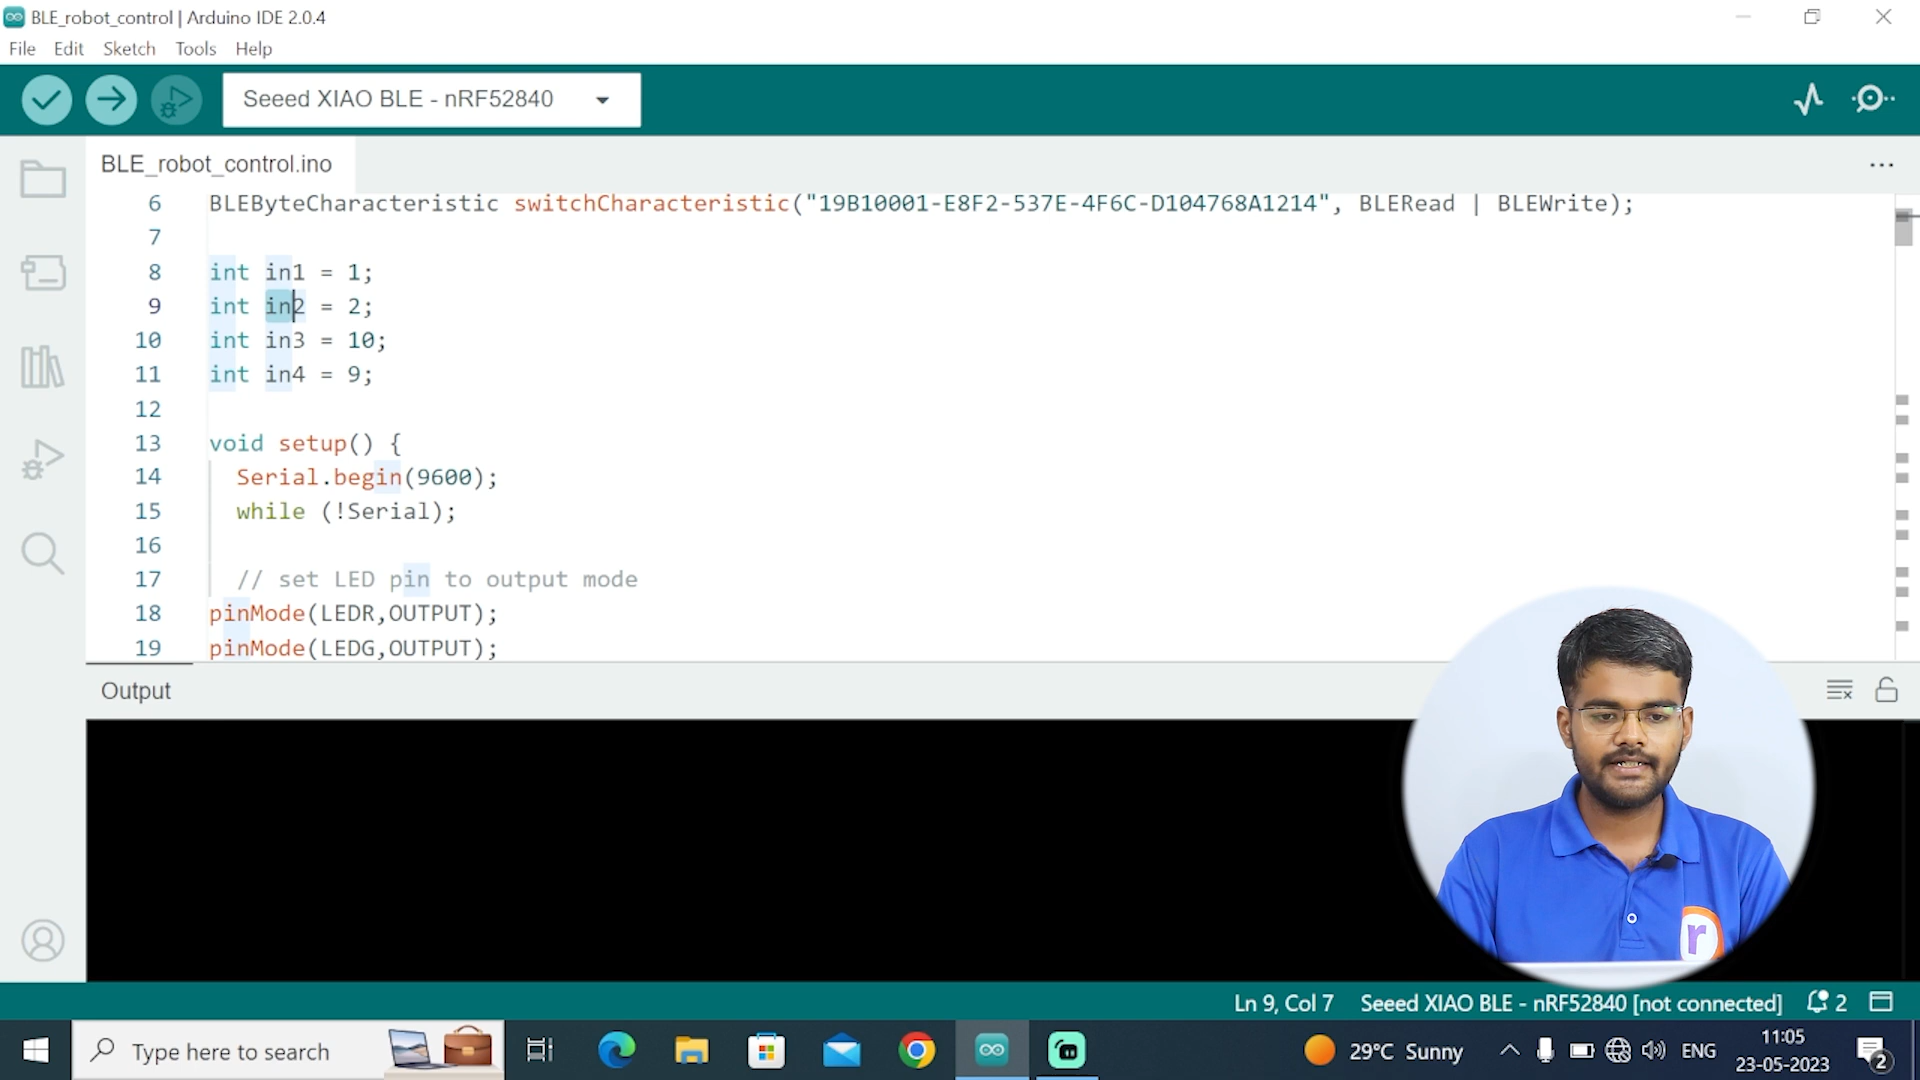 BLE_robot_control | Arduino IDE 2.0.4
File Edit Sketch Tools Help
Seeed XIAO BLE - nRF52840
BLE_robot_control.ino
6 BLEByteCharacteristic switchCharacteristic("19B10001-E8F2-537E-4F6C-D104768A1214", BLERead | BLEWrite);
7
8 int in1 = 1;
9 int in2 = 2;
10 int in3 = 10;
11 int in4 = 9;
12
13 void setup() {
14 Serial.begin(9600);
15 while (!Serial);
16
17 // set LED pin to output mode
18 pinMode(LEDR,OUTPUT);
19 pinMode(LEDG,OUTPUT);
Output
r
Ln 9, Col 7 Seeed XIAO BLE - nRF52840 [not connected] 2
Type here to search
29°C Sunny
ENG
11:05
23-05-2023
2